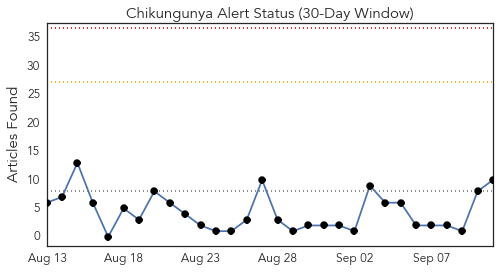 Chikungunya Alert Status (30-Day Window)
Articles Found
35
30
25
20
15
10
5
0
Aug 13 Aug 18 Aug 23 Aug 28 Sep 02 Sep 07